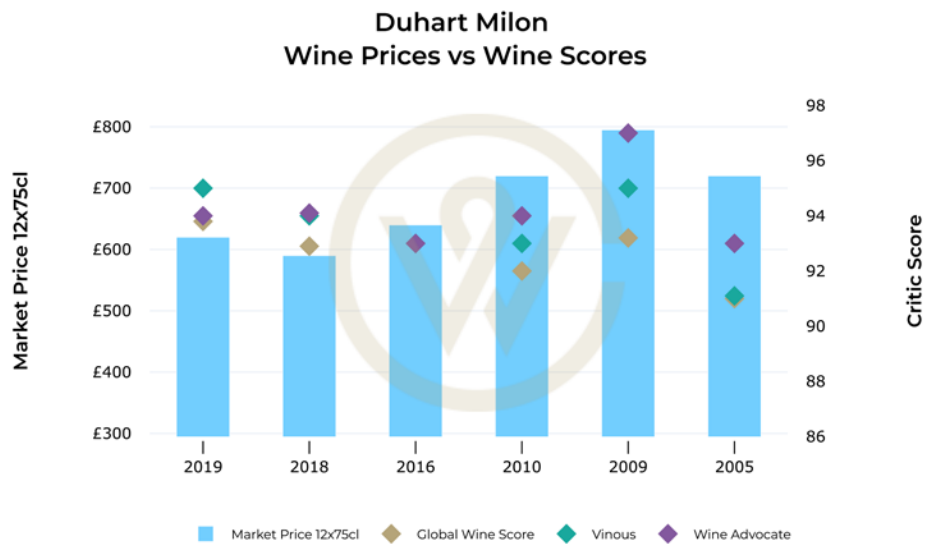 Duhart Milon
Wine Prices vs Wine Scores
Market Price 12x75cl
Critic Score
£800
£700
£600
£500
£400
£300
98
96
94
92
90
88
86
2019 2018 2016 2010 2009 2005
Market Price 12x75cl Global Wine Score Vinous Wine Advocate